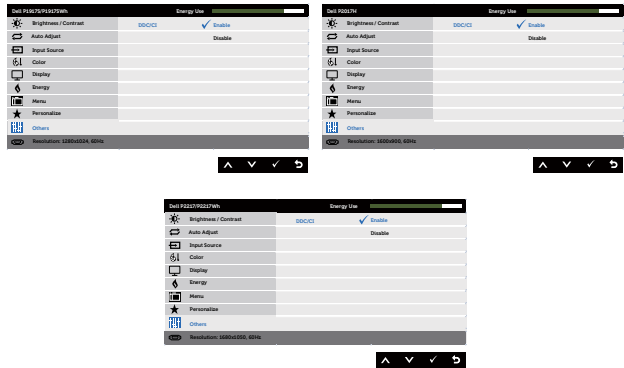 Dell P1917S/P1917SWh Energy Use
Brightness / Contrast DDC/CI Enable
Auto Adjust Disable
Input Source
Color
Display
Energy
Menu
Personalize
Others
Resolution: 1280x1024, 60Hz
Dell P2017H Energy Use
Brightness / Contrast DDC/CI Enable
Auto Adjust Disable
Input Source
Color
Display
Energy
Menu
Personalize
Others
Resolution: 1600x900, 60Hz
Dell P2217/P2217Wh Energy Use
Brightness / Contrast DDC/CI Enable
Auto Adjust Disable
Input Source
Color
Display
Energy
Menu
Personalize
Others
Resolution: 1680x1050, 60Hz